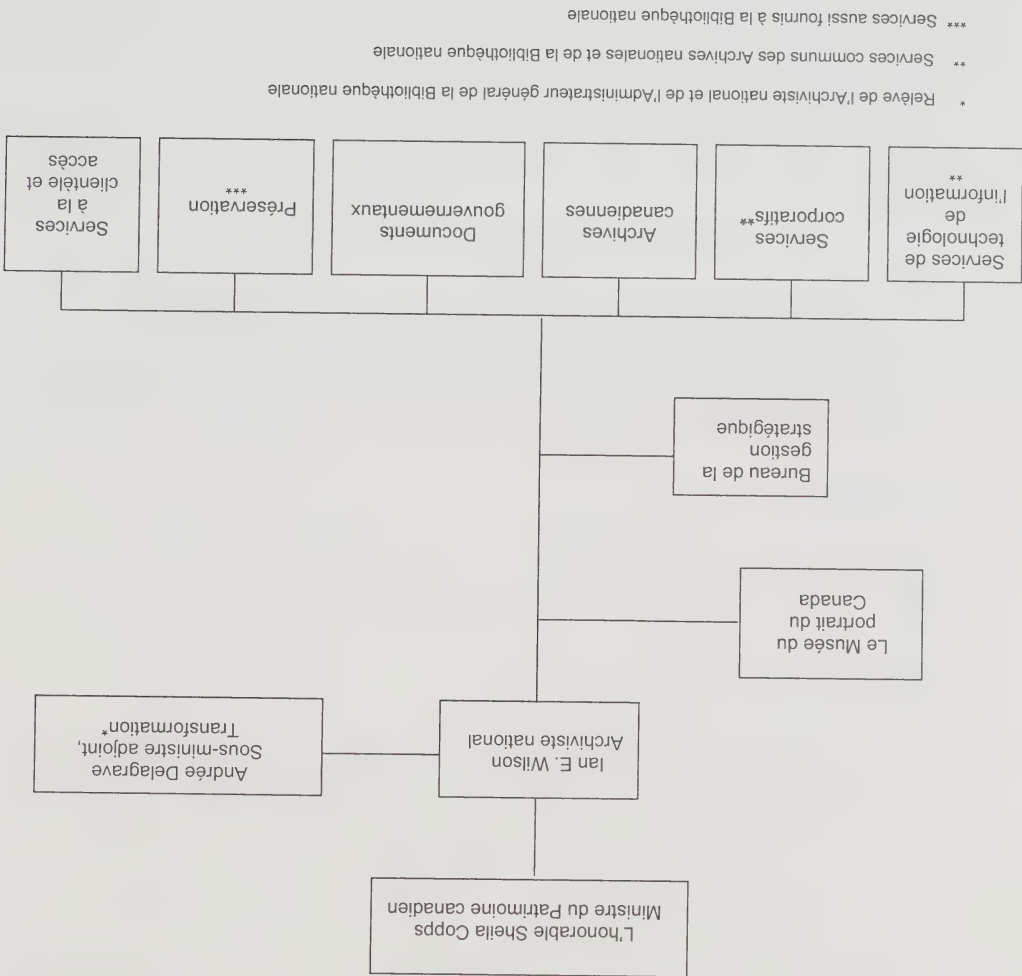 L'honorable Sheila Copps
Ministre du Patrimoine canadien
Ian E. Wilson
Archiviste national
Andrée Delagrave
Sous-ministre adjoint,
Transformation*
Le Musée du
portrait du
Canada
Bureau de la
gestion
stratégique
Services de
technologie
de
l'information
**
Services
corporatifs**
Archives
canadiennes
Documents
gouvernementaux
Préservation
***
Services
à la
clientèle et
accès
* Relève de l'Archiviste national et de l'Administrateur général de la Bibliothèque nationale
** Services communs des Archives nationales et de la Bibliothèque nationale
*** Services aussi fournis à la Bibliothèque nationale